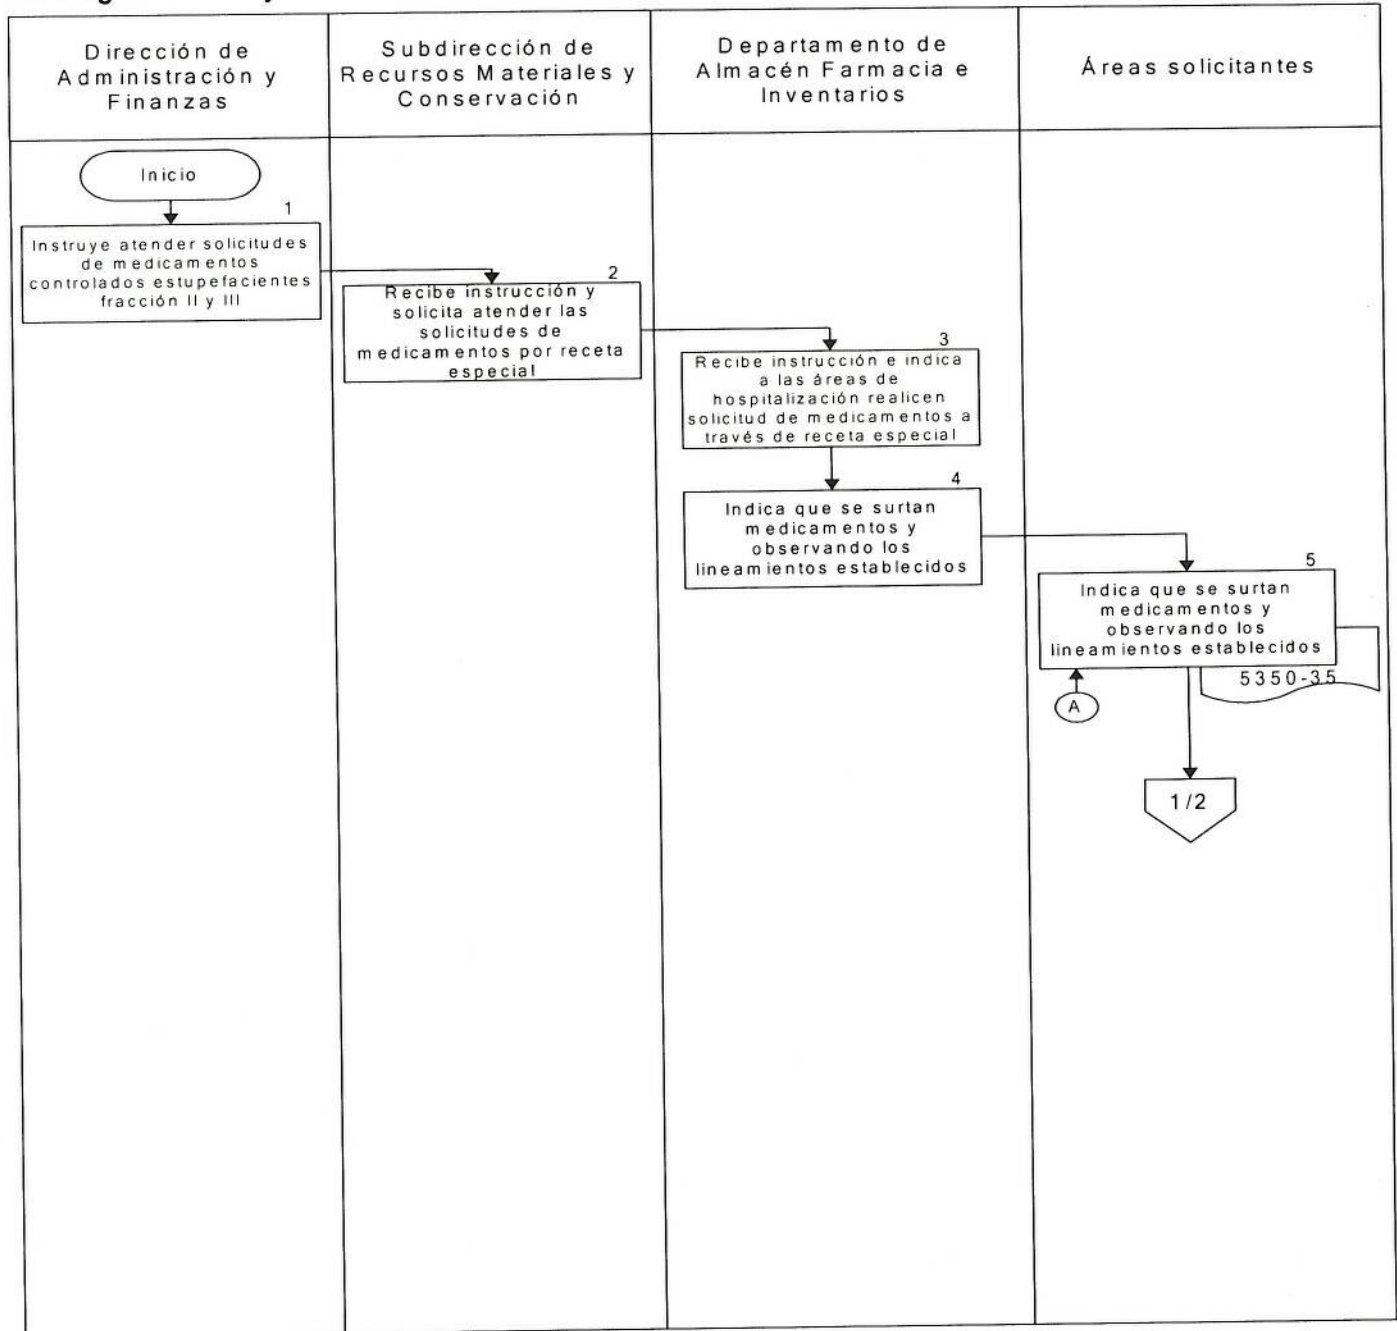 Dirección de
Administración y
Finanzas
Subdirección de
Recursos Materiales y
Conservación
Departamento de
Almacén Farmacia e
Inventarios
Áreas solicitantes
Inicio
1
Instruye atender solicitudes
de medicamentos
controlados estupefacientes
fracción II y III
2
Recibe instrucción y
solicita atender las
solicitudes de
medicamentos por receta
especial
3
Recibe instrucción e indica
a las áreas de
hospitalización realicen
solicitud de medicamentos a
través de receta especial
4
Indica que se surtan
medicamentos y
observando los
lineamientos establecidos
5
Indica que se surtan
medicamentos y
observando los
lineamientos establecidos
5350-35
A
1/2